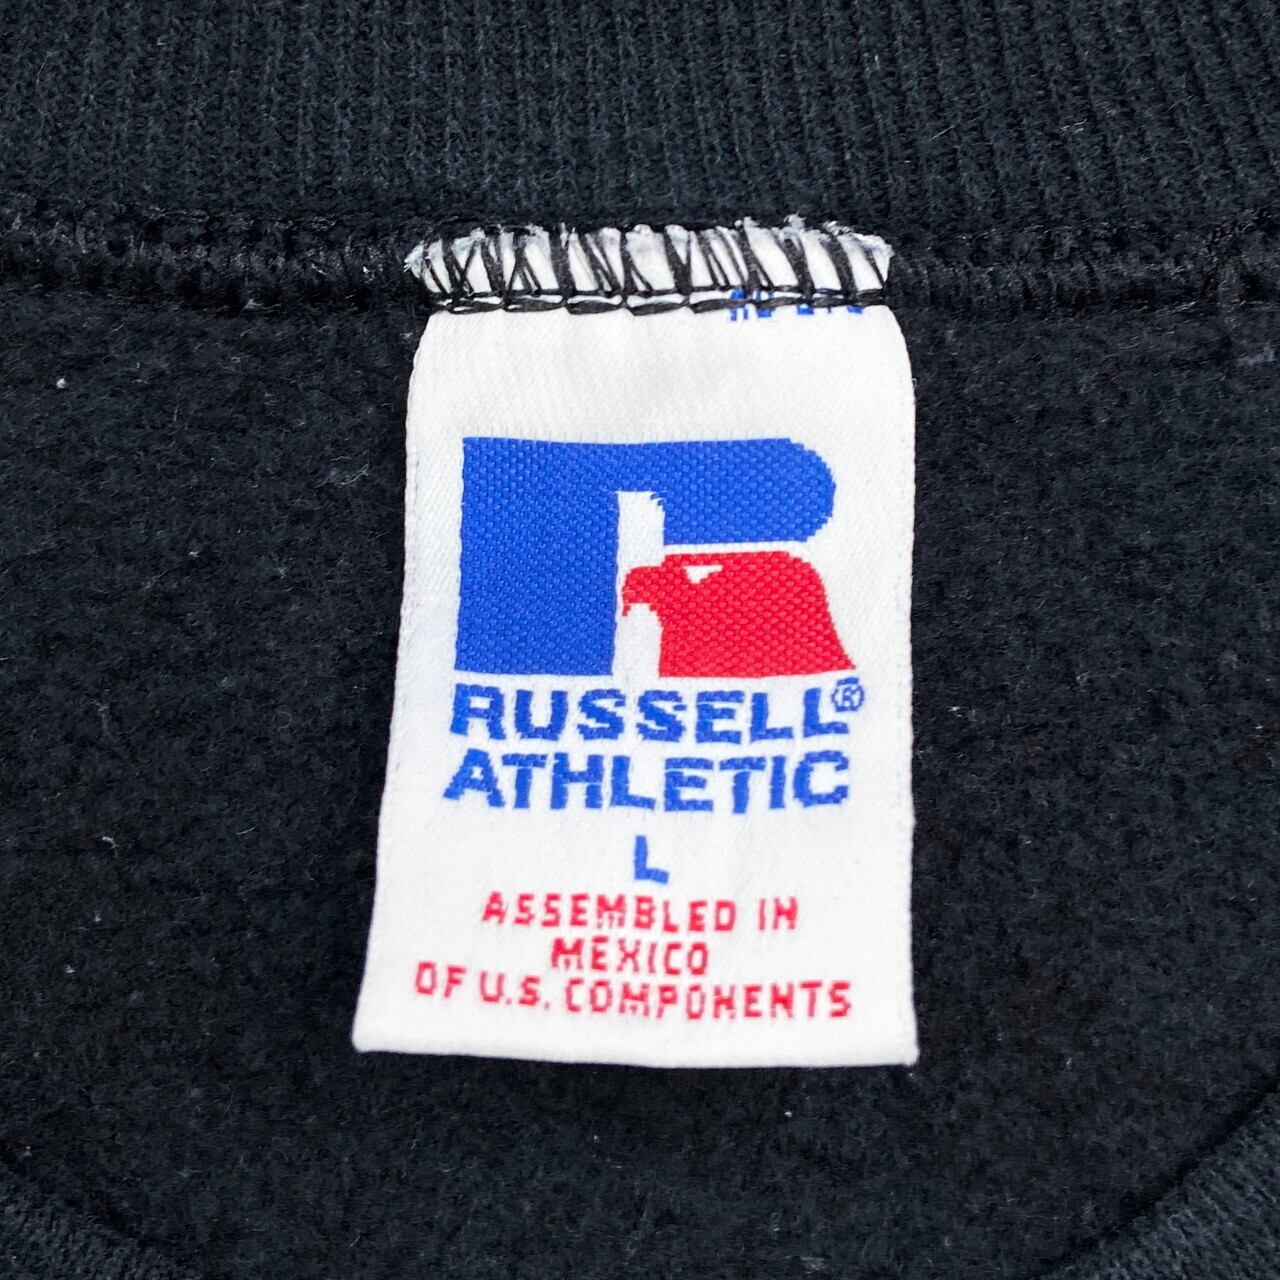 RUSSELL®
ATHLETIC
L
ASSEMBLED IN
MEXICO
OF U.S. COMPONENTS